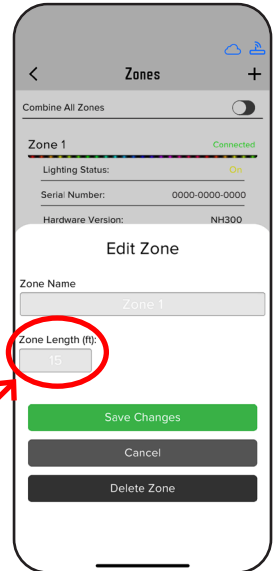 Zones
Combine All Zones
Zone 1 Connected
Lighting Status: On
Serial Number: 0000-0000-0000
Hardware Version: NH300
Edit Zone
Zone Name
Zone 1
Zone Length (ft):
15
Save Changes
Cancel
Delete Zone